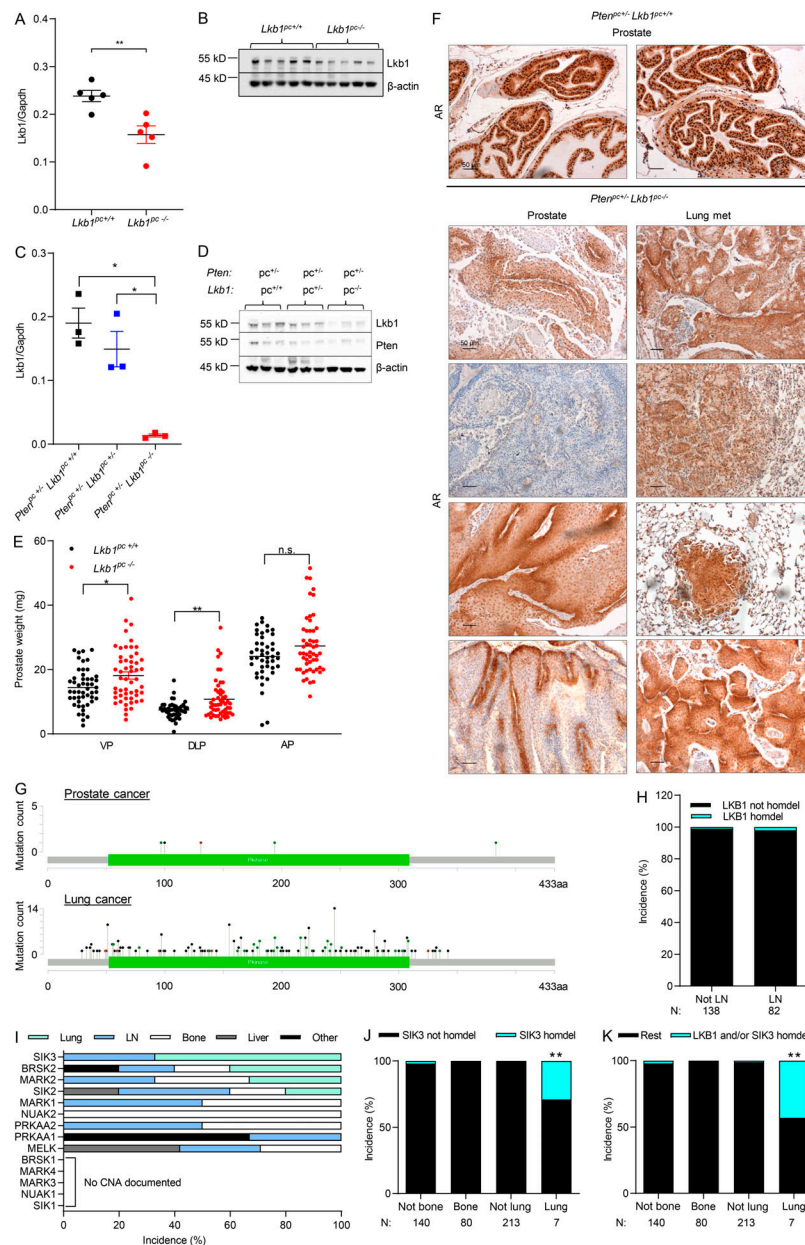 A
**
Lkb1/Gapdh
0.4
0.3
0.2
0.1
0.0
Lkb1pc+/+
Lkb1pc -/-
B
Lkb1pc+/+
Lkb1pc-/-
55 kD
45 kD
Lkb1
β-actin
C
*
*
Lkb1/Gapdh
0.3
0.2
0.1
0.0
Ptenpc +/- Lkb1pc+/+
Ptenpc +/- Lkb1pc+/-
Ptenpc +/- Lkb1pc-/-
D
Pten: pc+/- pc+/- pc+/-
Lkb1: pc+/+ pc+/- pc-/-
55 kD
55 kD
45 kD
Lkb1
Pten
β-actin
E
Lkb1pc +/+
Lkb1pc -/-
*
**
n.s.
Prostate weight (mg)
60
40
20
0
VP
DLP
AP
F
Ptenpc+/- Lkb1pc+/+
Prostate
AR
50 μm
Ptenpc+/- Lkb1pc-/-
Prostate
Lung met
50 μm
AR
G
Prostate cancer
Mutation count
5
0
0 100 200 300 433aa
Lung cancer
Mutation count
14
0
0 100 200 300 433aa
H
LKB1 not homdel
LKB1 homdel
Incidence (%)
120
100
80
60
40
20
0
Not LN LN
N: 138 82
I
Lung LN Bone Liver Other
SIK3
BRSK2
MARK2
SIK2
MARK1
NUAK2
PRKAA2
PRKAA1
MELK
BRSK1
MARK4
MARK3
NUAK1
SIK1
No CNA documented
0 20 40 60 80 100
Incidence (%)
J
SIK3 not homdel
SIK3 homdel
**
Incidence (%)
100
50
0
Not bone Bone Not lung Lung
N: 140 80 213 7
K
Rest
LKB1 and/or SIK3 homdel
**
Incidence (%)
100
50
0
Not bone Bone Not lung Lung
N: 140 80 213 7